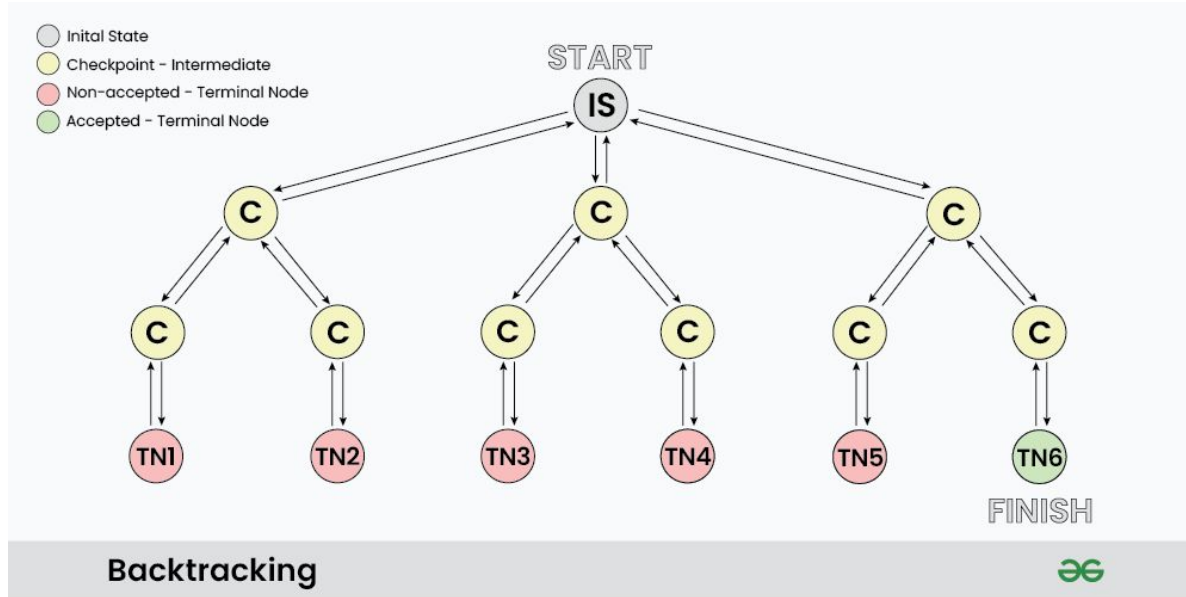 Inital State
Checkpoint - Intermediate
Non-accepted - Terminal Node
Accepted - Terminal Node
START
IS
C C C
C C C C C C
TN1 TN2 TN3 TN4 TN5 TN6
FINISH
Backtracking